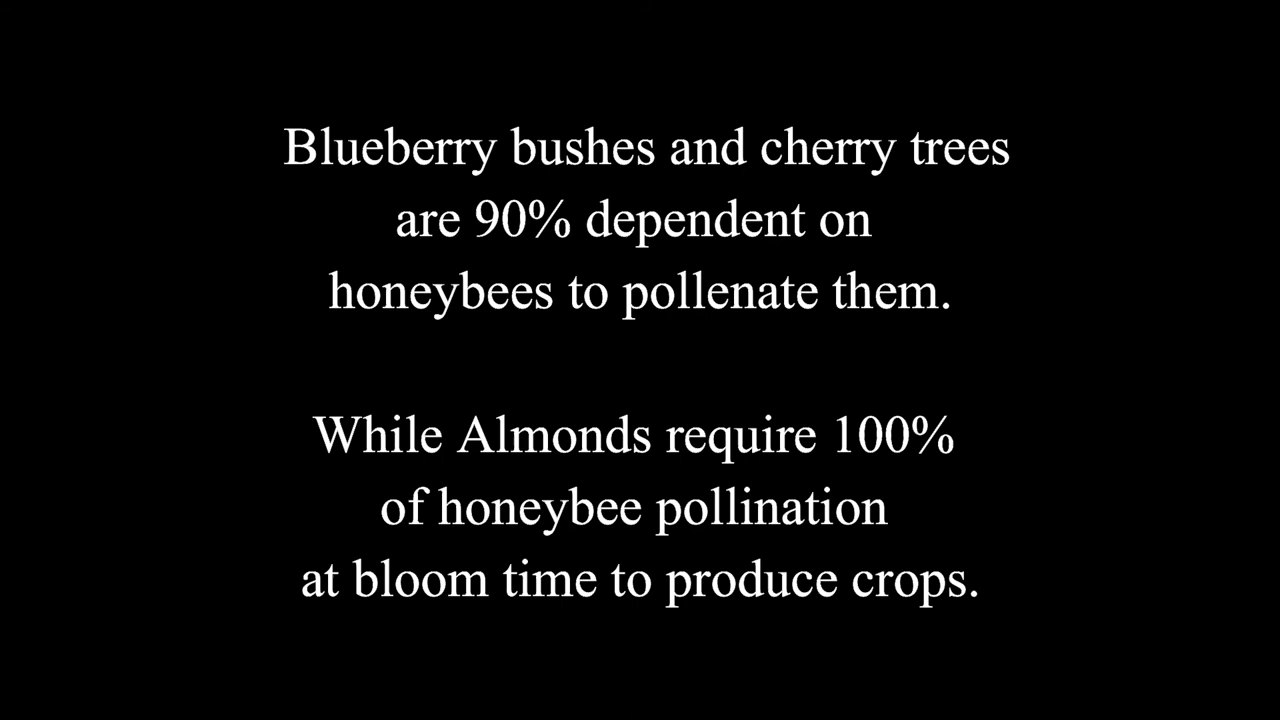 Blueberry bushes and cherry trees
are 90% dependent on
honeybees to pollenate them.
While Almonds require 100%
of honeybee pollination
at bloom time to produce crops.